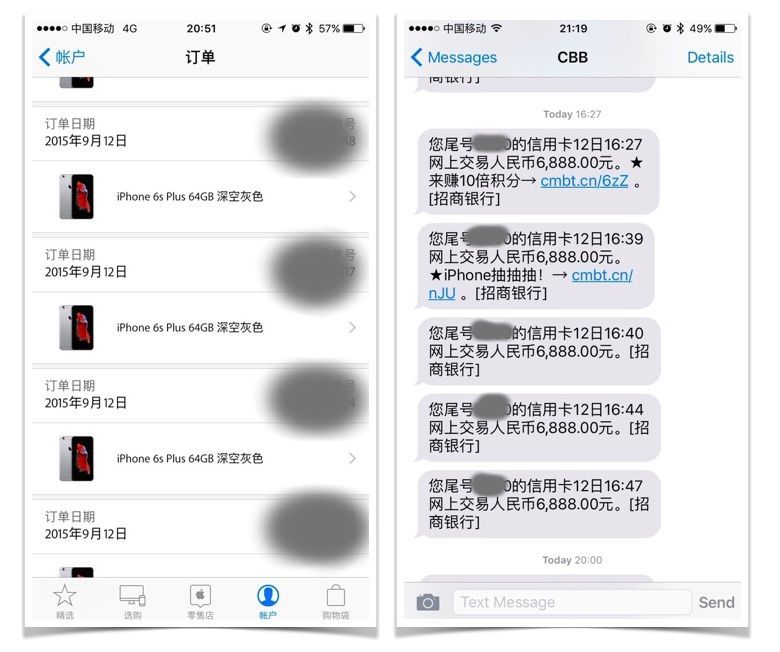 中国移动 4G 20:51 57%
帐户 订单
订单日期 号
2015年9月12日 48
iPhone 6s Plus 64GB 深空灰色
订单日期 单号
2015年9月12日 17
iPhone 6s Plus 64GB 深空灰色
订单日期 号
2015年9月12日 4
iPhone 6s Plus 64GB 深空灰色
订单日期
2015年9月12日
精选 选购 零售店 帐户 购物袋
中国移动 21:19 49%
Messages CBB Details
商银行]
Today 16:27
您尾号0的信用卡12日16:27
网上交易人民币6,888.00元。★
来赚10倍积分→ cmbt.cn/6zZ 。
[招商银行]
您尾号0的信用卡12日16:39
网上交易人民币6,888.00元。
★iPhone抽抽抽！→ cmbt.cn/
nJU 。[招商银行]
您尾号0的信用卡12日16:40
网上交易人民币6,888.00元。[招
商银行]
您尾号0的信用卡12日16:44
网上交易人民币6,888.00元。[招
商银行]
您尾号0的信用卡12日16:47
网上交易人民币6,888.00元。[招
商银行]
Today 20:00
Text Message Send